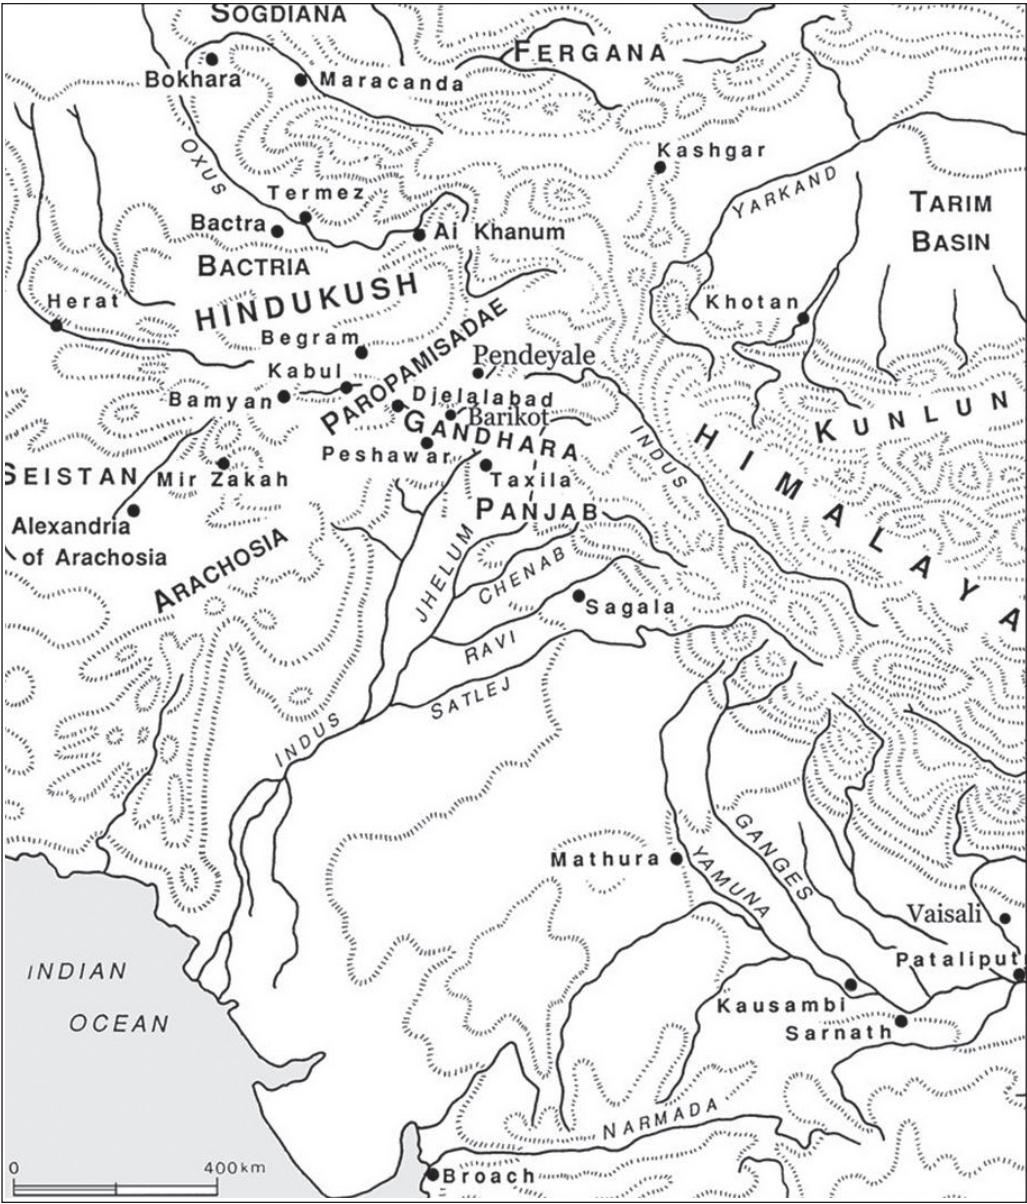 SOGDIANA
FERGANA
Bokhara
Maracanda
Kashgar
OXUS
YARKAND
Termez
TARIM
BASIN
Bactra
Ai Khanum
BACTRIA
HINDUKUSH
Herat
Khotan
Begram
Pendeyale
Kabul
PAROPAMISADAE
Bamyan
Djelalabad
Barikot
GANDHARA
KUNLUN
Peshawar
INDUS
HIMALAYA
SEISTAN
Mir Zakah
Taxila
PANJAB
Alexandria
of Arachosia
ARACHOSIA
JHELUM
CHENAB
Sagala
RAVI
SATLEJ
INDUS
Mathura
YAMUNA
GANGES
Vaisali
INDIAN
OCEAN
Pataliput
Kausambi
Sarnath
NARMADA
0
400km
Broach